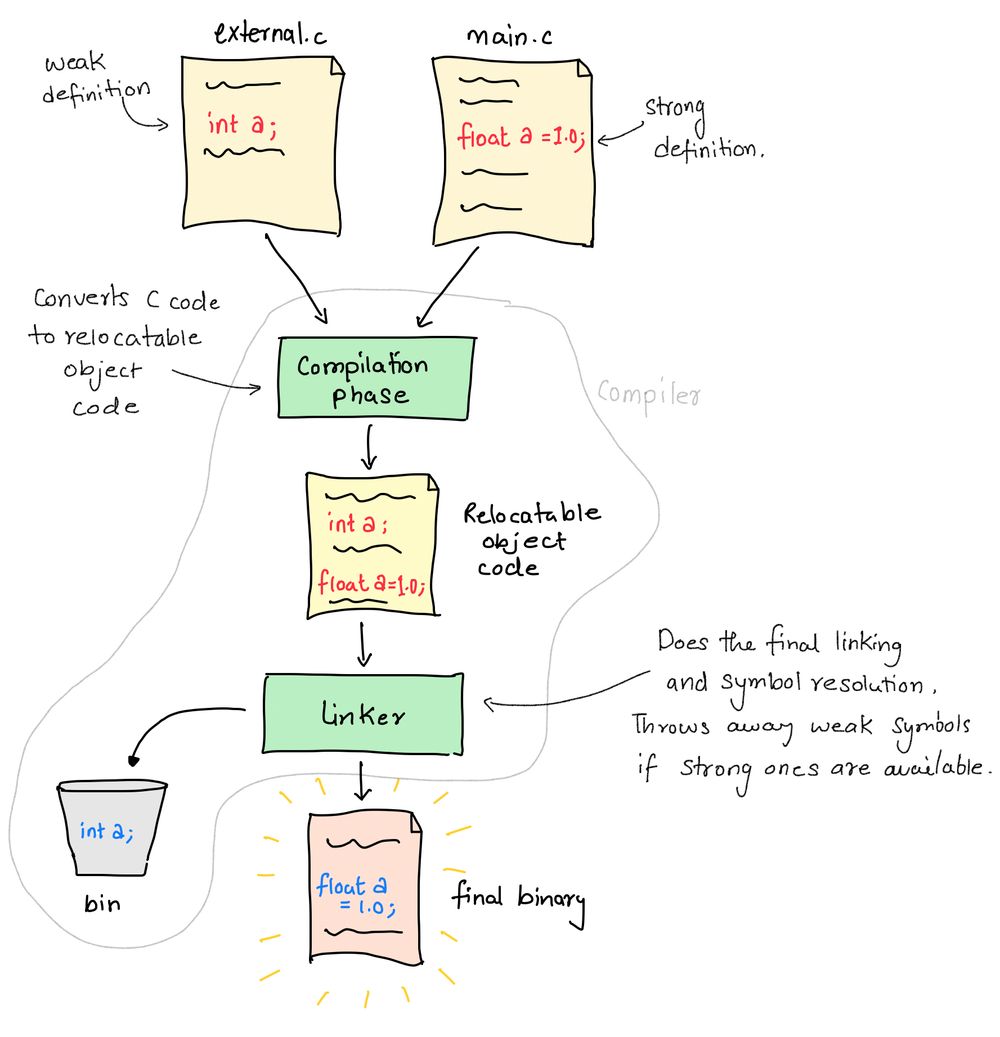 external.c
main.c
weak
definition
int a;
float a =1.0;
strong
definition.
Converts C code
to relocatable
object
code
Compilation
phase
Compiler
int a;
float a=1.0;
Relocatable
object
code
Linker
Does the final linking
and symbol resolution.
Throws away weak symbols
if strong ones are available.
int a;
bin
float a
= 1.0;
final binary